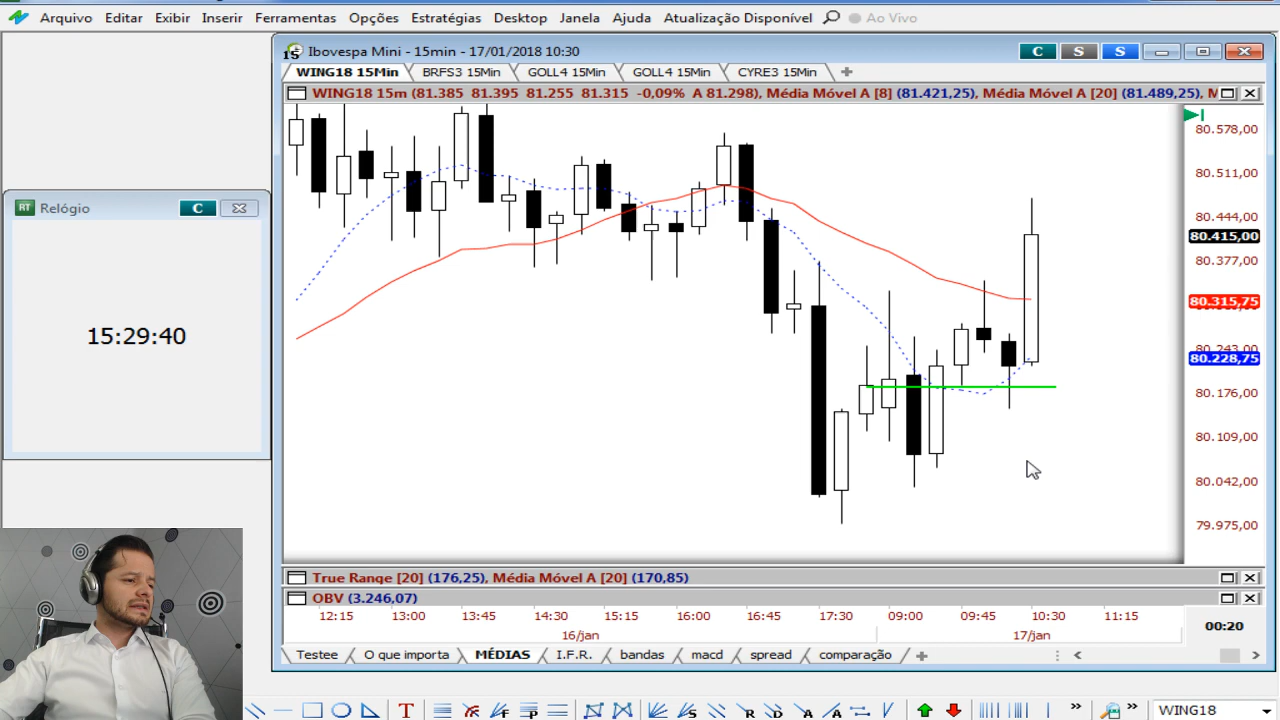 Arquivo Editar Exibir Inserir Ferramentas Opções Estratégias Desktop Janela Ajuda Atualização Disponível Ao Vivo
15 Ibovespa Mini - 15min - 17/01/2018 10:30 C S S
WING18 15Min BRFS3 15Min GOLL4 15Min GOLL4 15Min CYRE3 15Min
WING18 15m (81.385 81.395 81.255 81.315 -0,09% A 81.298), Média Móvel A [8] (81.421,25), Média Móvel A [20] (81.489,25), M
80.578,00
80.511,00
80.444,00
80.415,00
80.377,00
80.315,75
80.243,00
80.228,75
80.175,00
80.109,00
80.042,00
79.975,00
RT Relógio C
15:29:40
True Range [20] (176,25), Média Móvel A [20] (170,85)
OBV (3.246,07)
12:15 13:00 13:45 14:30 15:15 16:00 16:45 17:30 09:00 09:45 10:30 11:15
00:20
16/jan 17/jan
Testee O que importa MÉDIAS I.F.R. bandas macd spread comparação
T F P S R D A A WING18